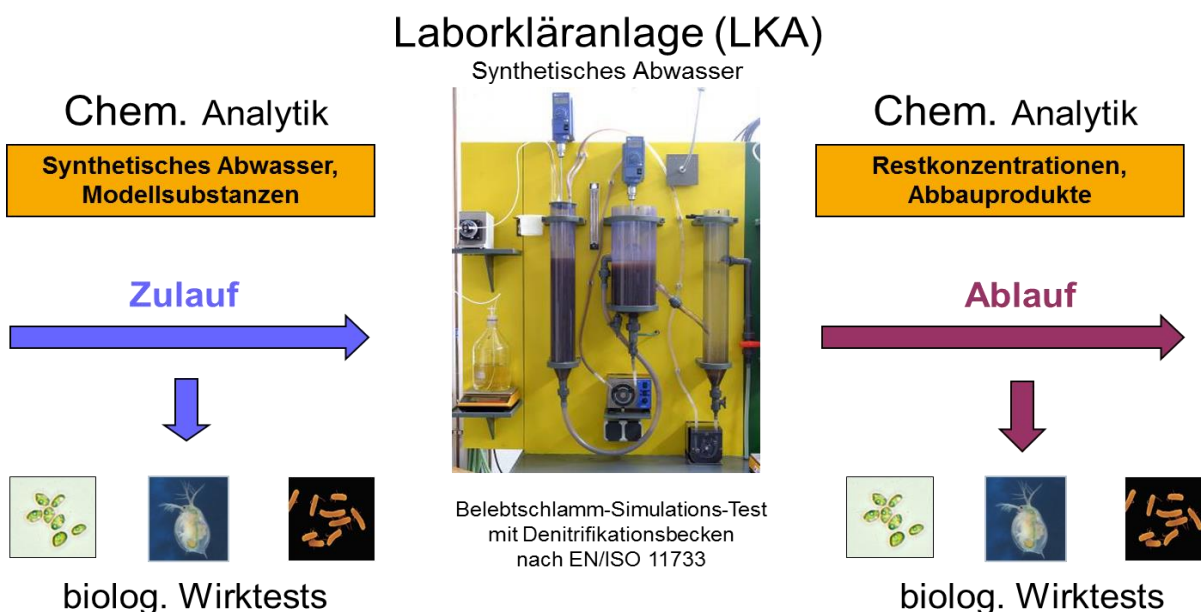 Laborkläranlage (LKA)
Synthetisches Abwasser
Chem. Analytik
Synthetisches Abwasser,
Modellsubstanzen
Zulauf
biolog. Wirktests
Belebtschlamm-Simulations-Test
mit Denitrifikationsbecken
nach EN/ISO 11733
Chem. Analytik
Restkonzentrationen,
Abbauprodukte
Ablauf
biolog. Wirktests